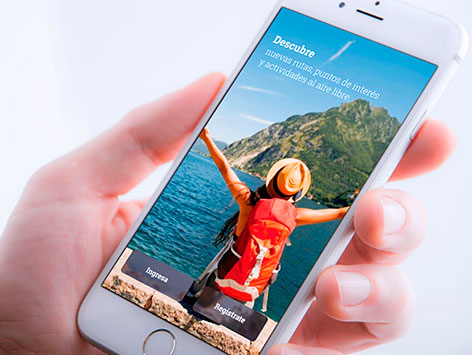 Descubre
nuevas rutas, puntos de interés
y actividades al aire libre
Ingresa
Regístrate